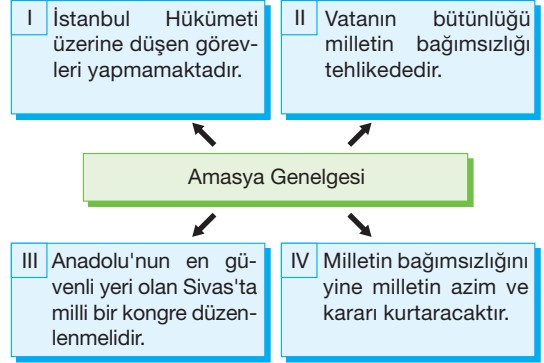 I İstanbul Hükümeti
üzerine düşen görev-
leri yapmamaktadır.
II Vatanın bütünlüğü
milletin bağımsızlığı
tehlikededir.
Amasya Genelgesi
III Anadolu'nun en gü-
venli yeri olan Sivas'ta
milli bir kongre düzen-
lenmelidir.
IV Milletin bağımsızlığını
yine milletin azim ve
kararı kurtaracaktır.